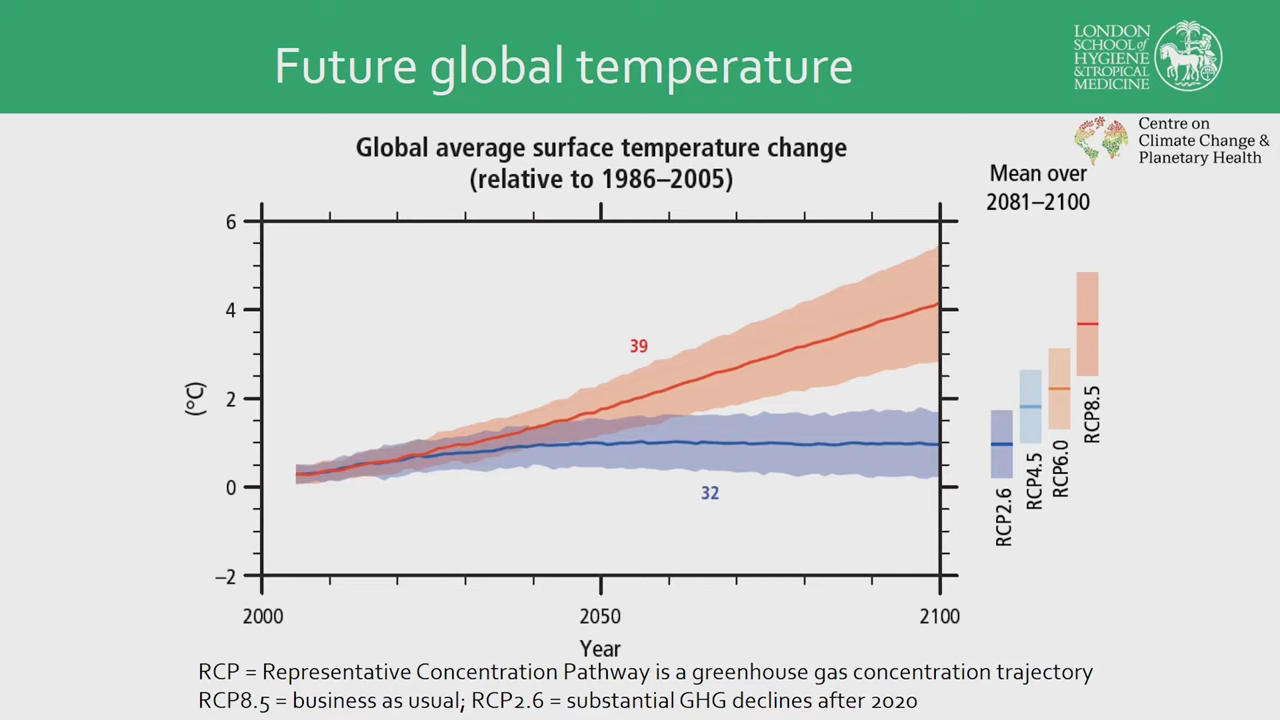 Future global temperature
LONDON
SCHOOL of
HYGIENE
& TROPICAL
MEDICINE
Centre on
Climate Change &
Planetary Health
Global average surface temperature change
(relative to 1986–2005)
Mean over
2081–2100
6
4
2
0
−2
(°C)
39
32
2000
2050
2100
Year
RCP2.6
RCP4.5
RCP6.0
RCP8.5
RCP = Representative Concentration Pathway is a greenhouse gas concentration trajectory
RCP8.5 = business as usual; RCP2.6 = substantial GHG declines after 2020